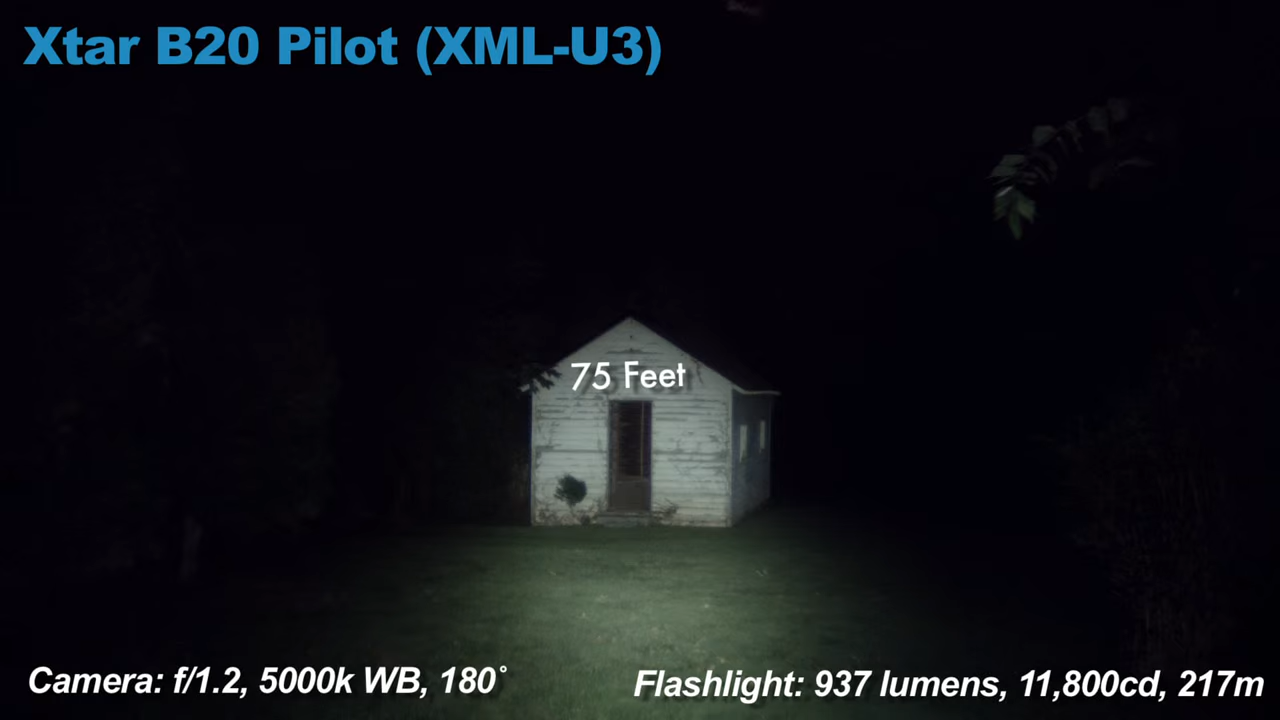 Xtar B20 Pilot (XML-U3)
75 Feet
Camera: f/1.2, 5000k WB, 180˚
Flashlight: 937 lumens, 11,800cd, 217m